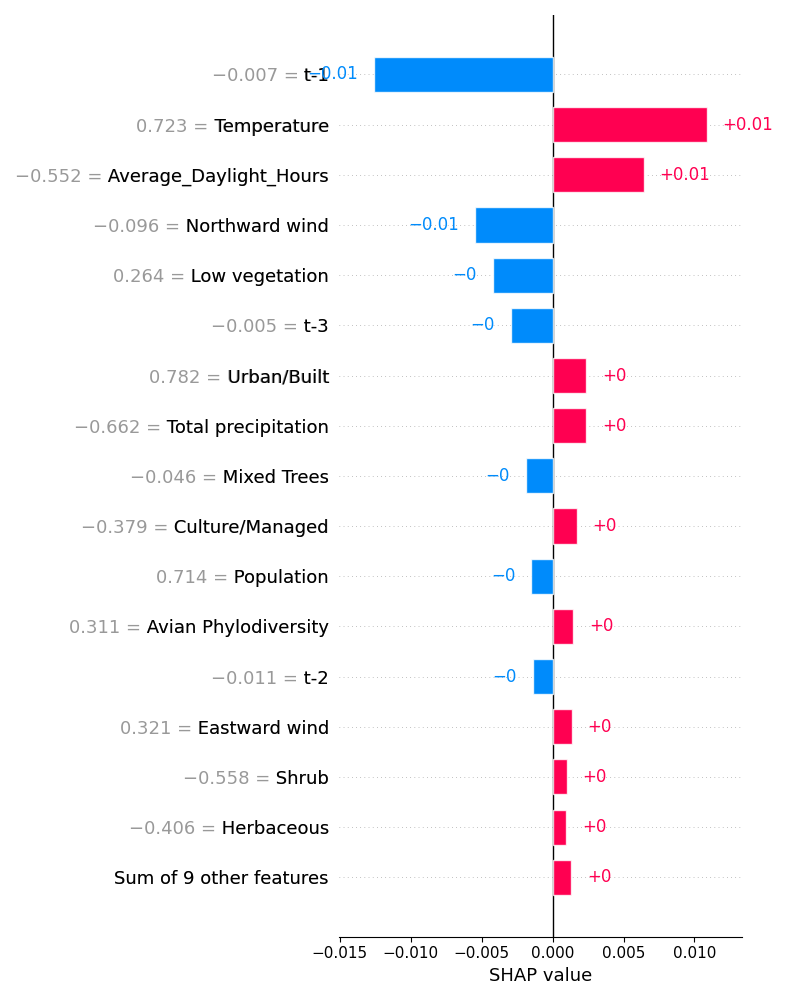 −0.007 = t-1 −0.01
0.723 = Temperature +0.01
−0.552 = Average_Daylight_Hours +0.01
−0.096 = Northward wind −0.01
0.264 = Low vegetation −0
−0.005 = t-3 −0
0.782 = Urban/Built +0
−0.662 = Total precipitation +0
−0.046 = Mixed Trees −0
−0.379 = Culture/Managed +0
0.714 = Population −0
0.311 = Avian Phylodiversity +0
−0.011 = t-2 −0
0.321 = Eastward wind +0
−0.558 = Shrub +0
−0.406 = Herbaceous +0
Sum of 9 other features +0
−0.015 −0.010 −0.005 0.000 0.005 0.010
SHAP value